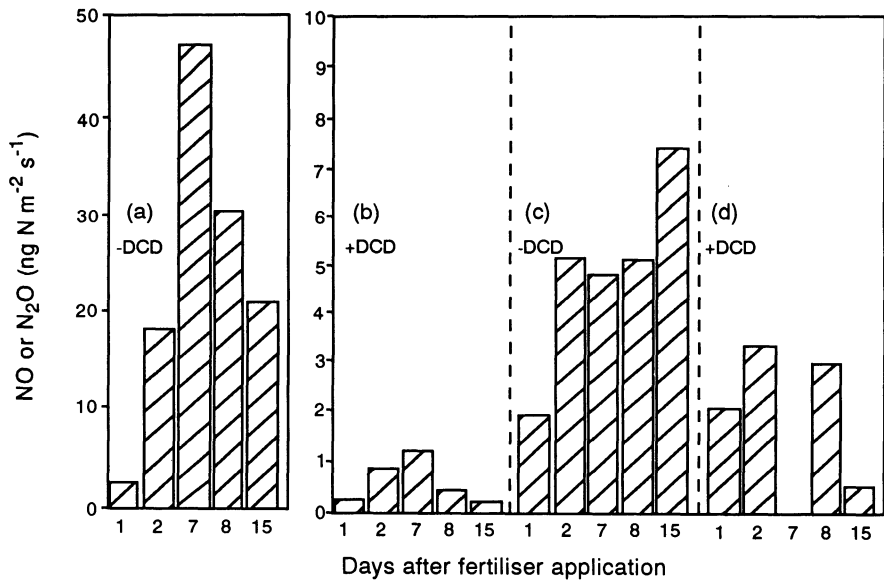 NO or N₂O (ng N m⁻² s⁻¹)
50
40
30
20
10
0
(a)
-DCD
1 2 7 8 15
10
9
8
7
6
5
4
3
2
1
0
(b)
+DCD
(c)
-DCD
(d)
+DCD
1 2 7 8 15 1 2 7 8 15 1 2 7 8 15
Days after fertiliser application